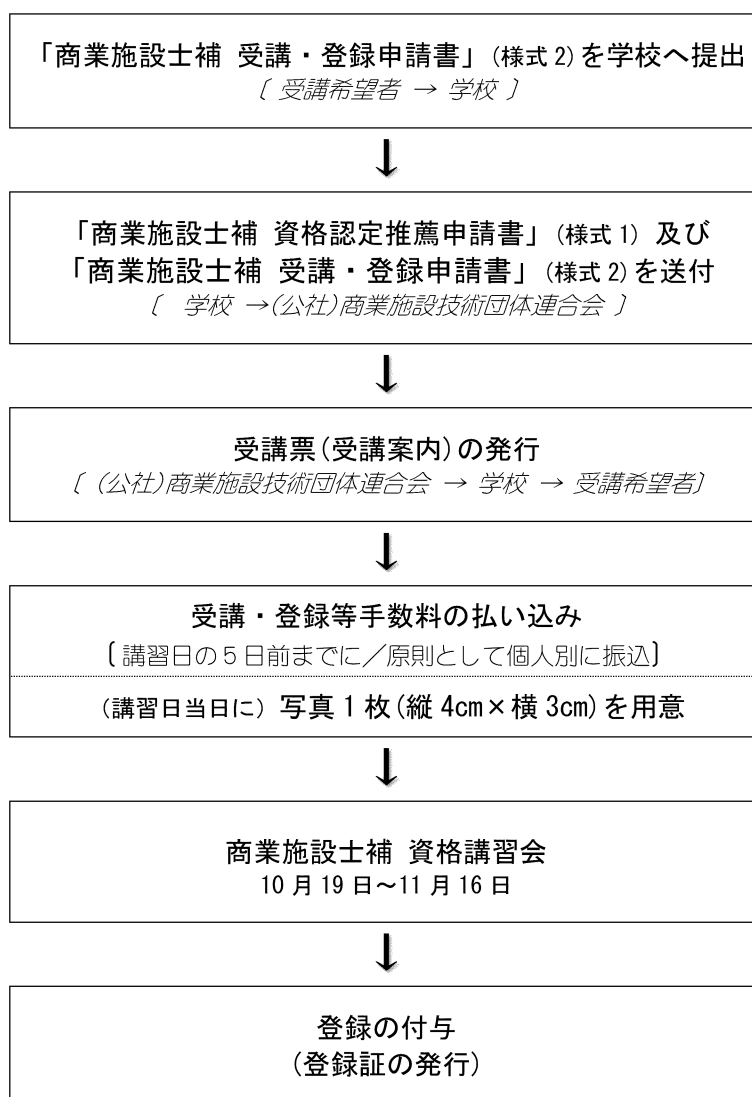 「商業施設士補 受講・登録申請書」(様式2)を学校へ提出
〔 受講希望者 → 学校 〕
↓
「商業施設士補 資格認定推薦申請書」(様式1) 及び
「商業施設士補 受講・登録申請書」(様式2)を送付
〔 学校 →(公社)商業施設技術団体連合会 〕
↓
受講票(受講案内)の発行
〔 (公社)商業施設技術団体連合会 → 学校 → 受講希望者〕
↓
受講・登録等手数料の払い込み
〔講習日の5日前までに/原則として個人別に振込〕
(講習日当日に) 写真1枚(縦4cm×横3cm)を用意
↓
商業施設士補 資格講習会
10月19日~11月16日
↓
登録の付与
(登録証の発行)